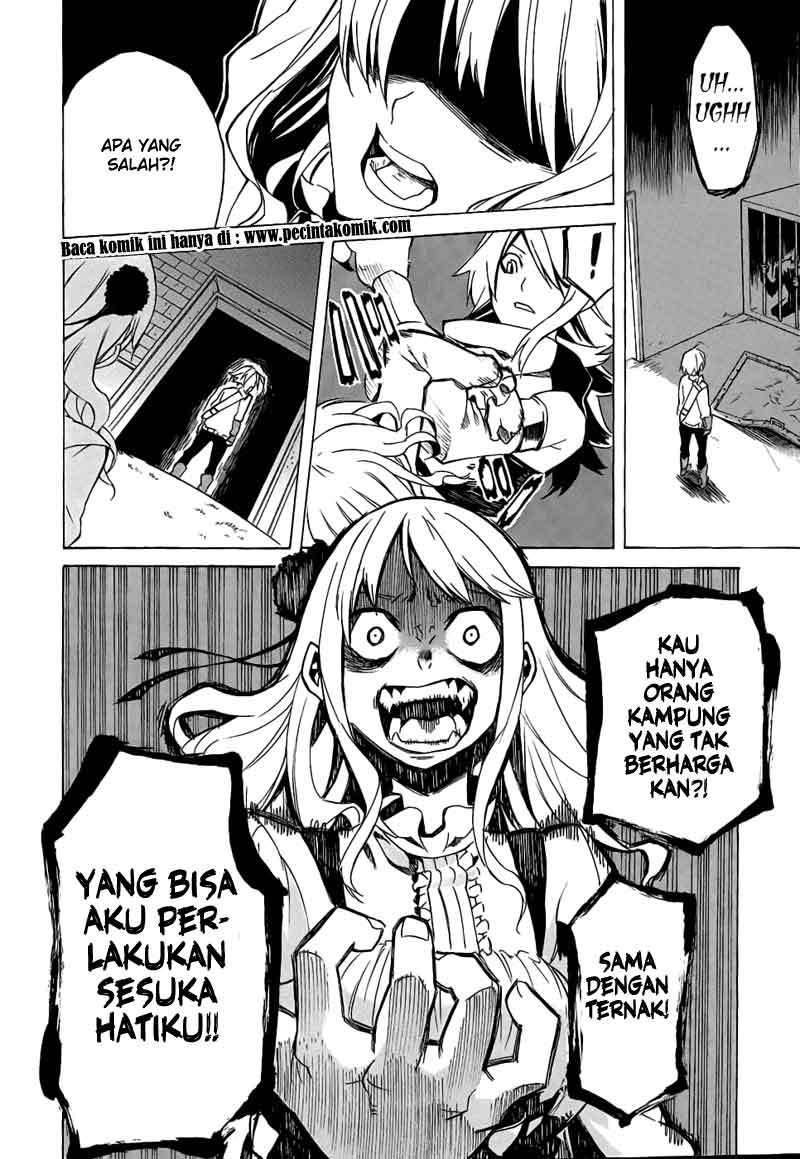 UH...
UGHH
...
APA YANG
SALAH?!
Baca komik ini hanya di : www.pecintakomik.com
!
KAU
HANYA
ORANG
KAMPUNG
YANG TAK
BERHARGA
KAN?!
SAMA
DENGAN
TERNAK!
YANG BISA
AKU PER-
LAKUKAN
SESUKA
HATIKU!!